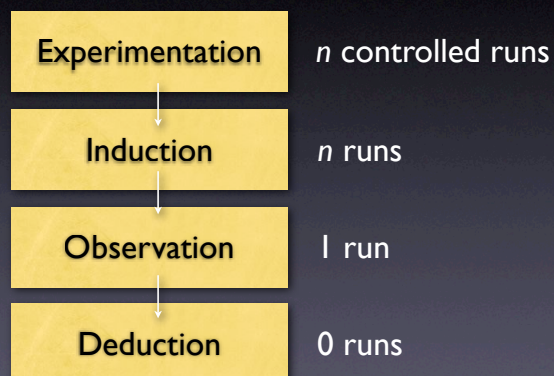 Experimentation n controlled runs
Induction n runs
Observation 1 run
Deduction 0 runs